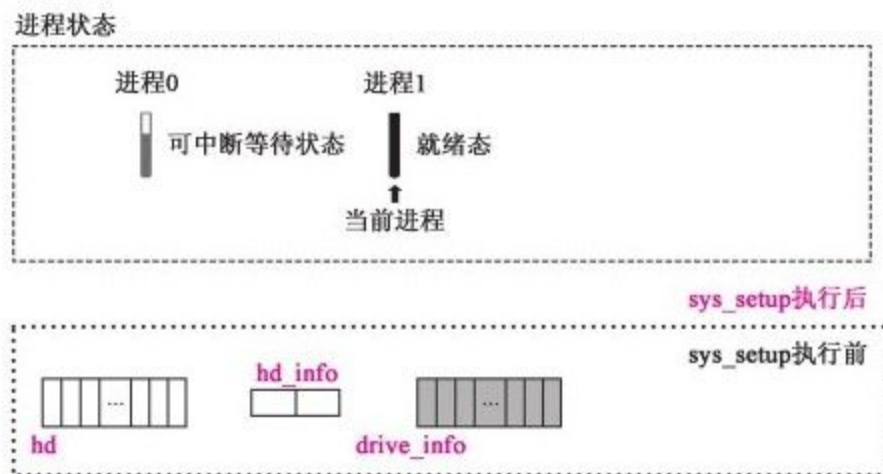 进程状态
进程0 进程1
可中断等待状态 就绪态
当前进程
sys_setup执行后
sys_setup执行前
hd_info
... ...
hd drive_info